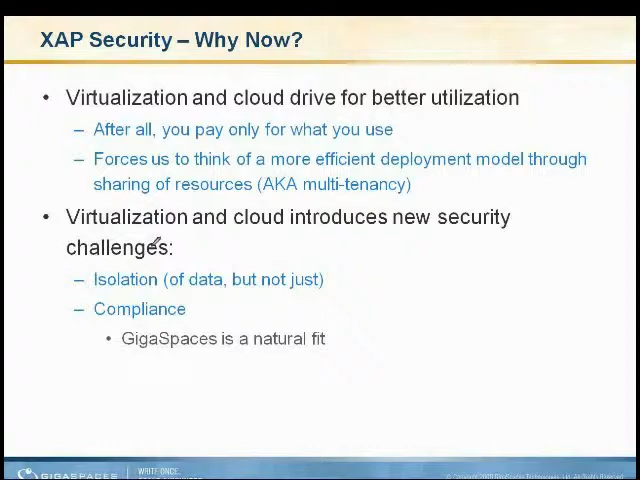 XAP Security – Why Now?
• Virtualization and cloud drive for better utilization
– After all, you pay only for what you use
– Forces us to think of a more efficient deployment model through
sharing of resources (AKA multi-tenancy)
• Virtualization and cloud introduces new security
challenges:
– Isolation (of data, but not just)
– Compliance
• GigaSpaces is a natural fit
GIGASPACES
WRITE ONCE.